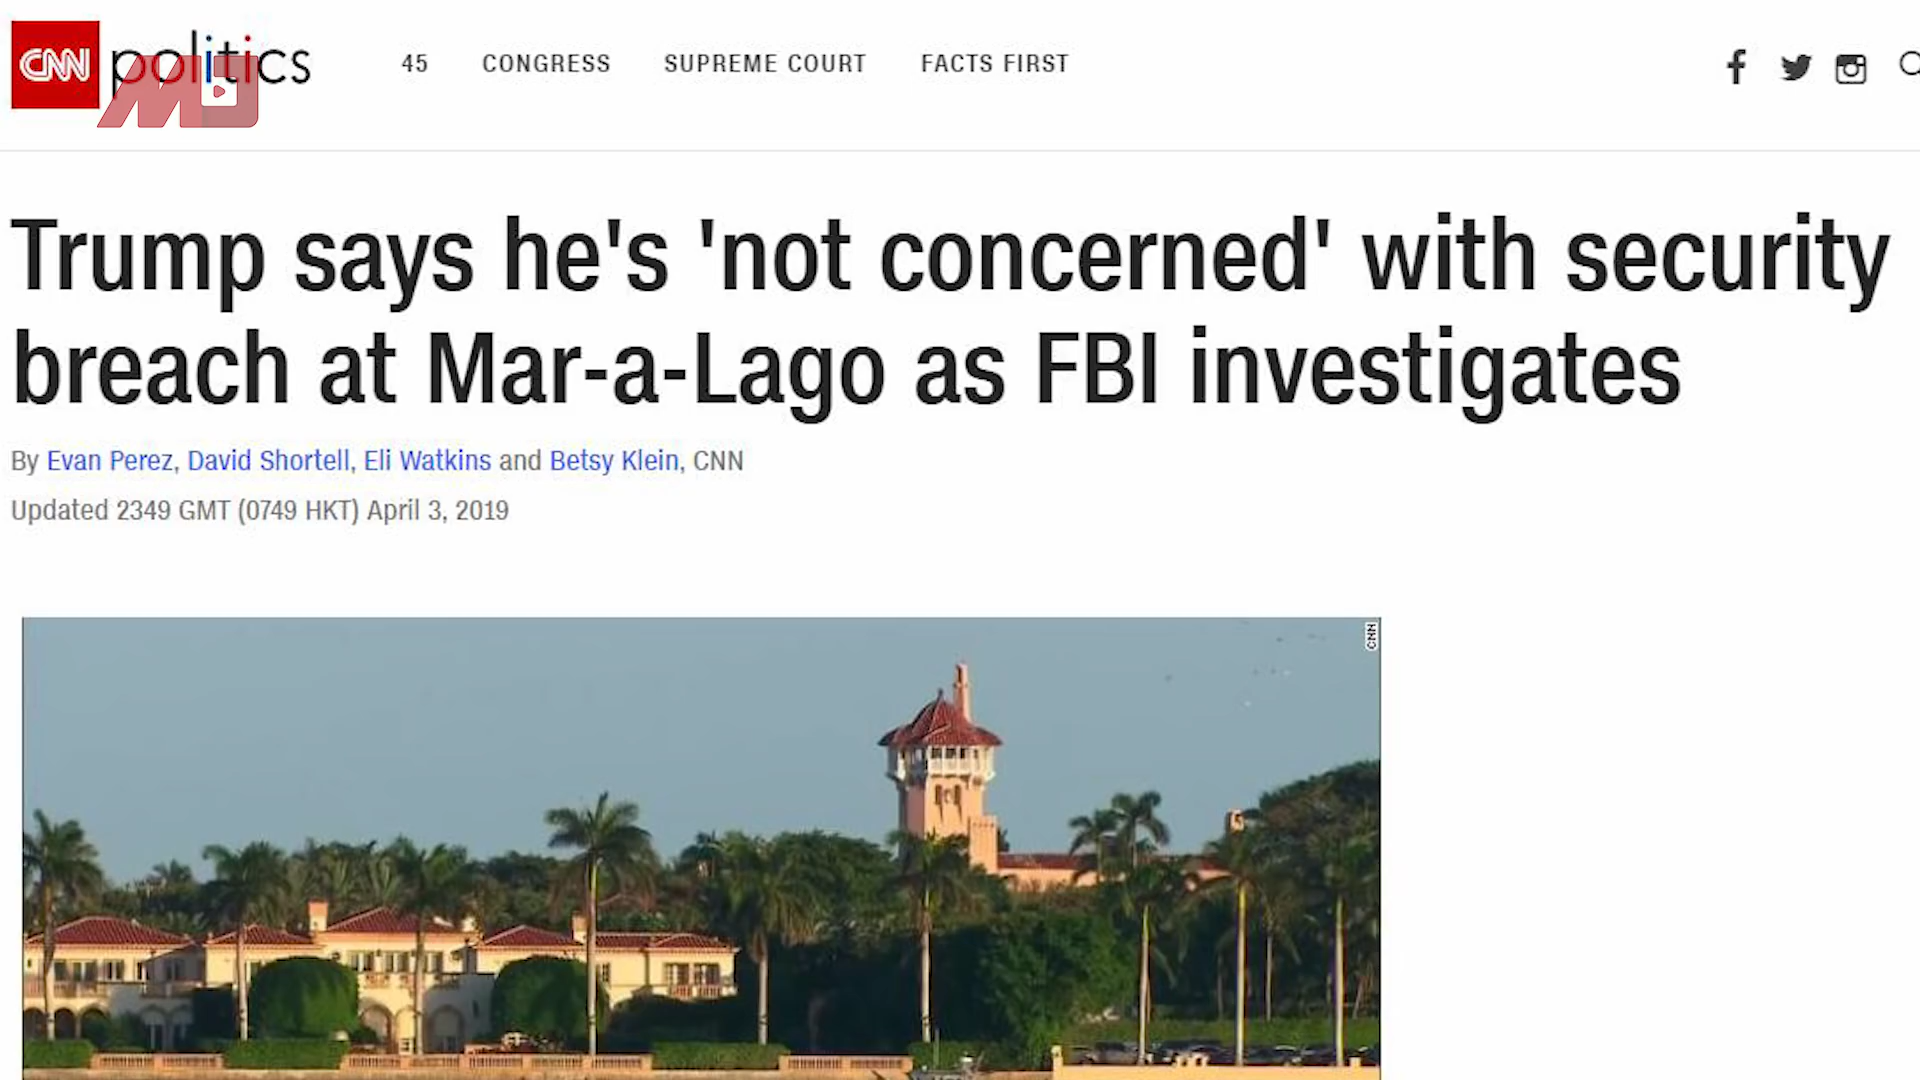 CNN politics 45 CONGRESS SUPREME COURT FACTS FIRST
Trump says he's 'not concerned' with security
breach at Mar-a-Lago as FBI investigates
By Evan Perez, David Shortell, Eli Watkins and Betsy Klein, CNN
Updated 2349 GMT (0749 HKT) April 3, 2019
CNN